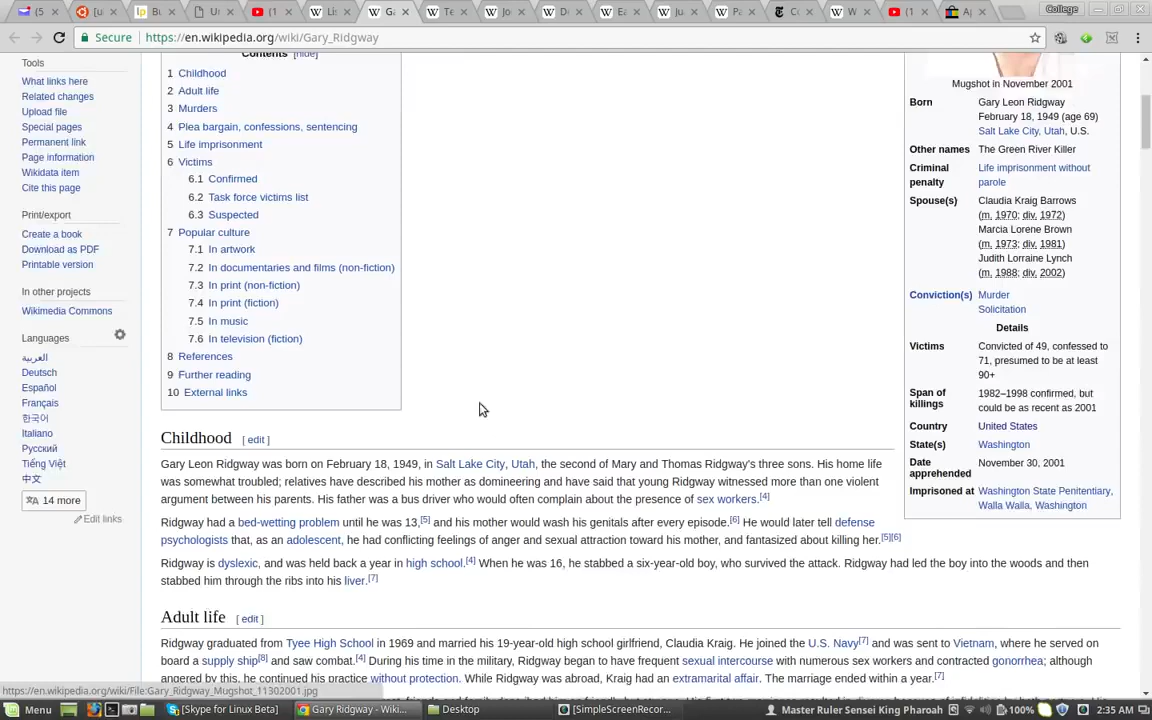 (5
[u
Bu
Un
(1
Lis
Ga
Te
Jo
D
Ea
Ju
Pa
C
W
(1
A
College
Secure
https://en.wikipedia.org/wiki/Gary_Ridgway
Tools
What links here
Related changes
Upload file
Special pages
Permanent link
Page information
Wikidata item
Cite this page
Print/export
Create a book
Download as PDF
Printable version
In other projects
Wikimedia Commons
Languages
العربية
Deutsch
Español
Français
한국어
Italiano
Русский
Tiếng Việt
中文
14 more
Edit links
Contents [hide]
1 Childhood
2 Adult life
3 Murders
4 Plea bargain, confessions, sentencing
5 Life imprisonment
6 Victims
6.1 Confirmed
6.2 Task force victims list
6.3 Suspected
7 Popular culture
7.1 In artwork
7.2 In documentaries and films (non-fiction)
7.3 In print (non-fiction)
7.4 In print (fiction)
7.5 In music
7.6 In television (fiction)
8 References
9 Further reading
10 External links
Mugshot in November 2001
Born Gary Leon Ridgway
February 18, 1949 (age 69)
Salt Lake City, Utah, U.S.
Other names The Green River Killer
Criminal penalty Life imprisonment without
parole
Spouse(s) Claudia Kraig Barrows
(m. 1970; div. 1972)
Marcia Lorene Brown
(m. 1973; div. 1981)
Judith Lorraine Lynch
(m. 1988; div. 2002)
Conviction(s) Murder
Solicitation
Details
Victims Convicted of 49, confessed to
71, presumed to be at least
90+
Span of killings 1982–1998 confirmed, but
could be as recent as 2001
Country United States
State(s) Washington
Date apprehended November 30, 2001
Imprisoned at Washington State Penitentiary,
Walla Walla, Washington
Childhood [ edit ]
Gary Leon Ridgway was born on February 18, 1949, in Salt Lake City, Utah, the second of Mary and Thomas Ridgway's three sons. His home life
was somewhat troubled; relatives have described his mother as domineering and have said that young Ridgway witnessed more than one violent
argument between his parents. His father was a bus driver who would often complain about the presence of sex workers.[4]
Ridgway had a bed-wetting problem until he was 13,[5] and his mother would wash his genitals after every episode.[6] He would later tell defense
psychologists that, as an adolescent, he had conflicting feelings of anger and sexual attraction toward his mother, and fantasized about killing her.[5][6]
Ridgway is dyslexic, and was held back a year in high school.[4] When he was 16, he stabbed a six-year-old boy, who survived the attack. Ridgway had led the boy into the woods and then
stabbed him through the ribs into his liver.[7]
Adult life [ edit ]
Ridgway graduated from Tyee High School in 1969 and married his 19-year-old high school girlfriend, Claudia Kraig. He joined the U.S. Navy[7] and was sent to Vietnam, where he served on
board a supply ship[8] and saw combat.[4] During his time in the military, Ridgway began to have frequent sexual intercourse with numerous sex workers and contracted gonorrhea; although
angered by this, he continued his practice without protection. While Ridgway was abroad, Kraig had an extramarital affair. The marriage ended within a year.[7]
https://en.wikipedia.org/wiki/File:Gary_Ridgway_Mugshot_11302001.jpg
Menu
[Skype for Linux Beta]
Gary Ridgway - Wiki...
Desktop
[SimpleScreenRecor...
Master Ruler Sensei King Pharoah
100%
2:35 AM